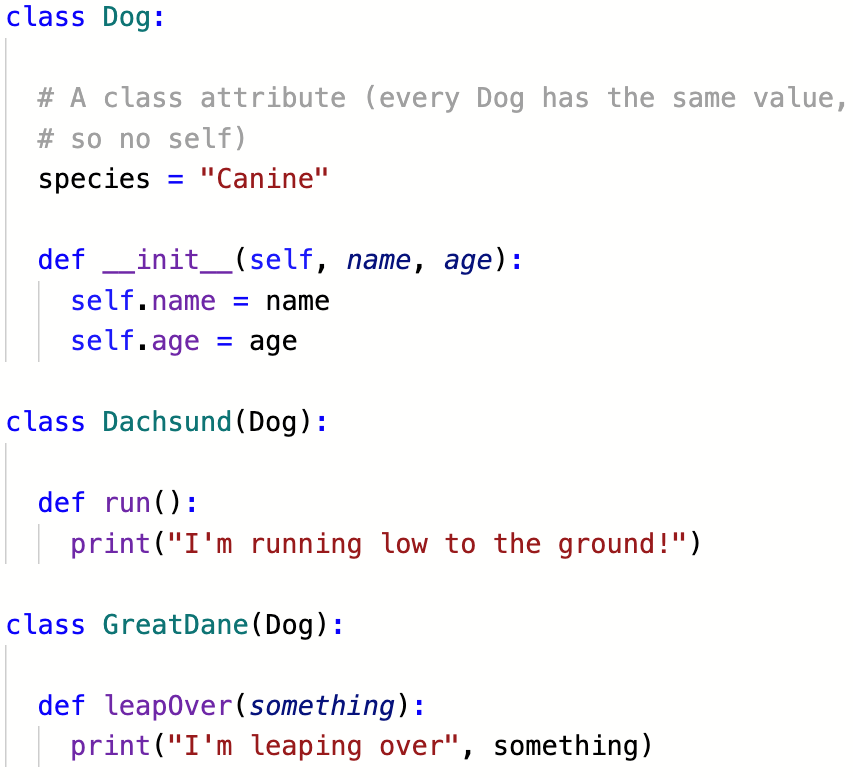 class Dog:
# A class attribute (every Dog has the same value,
# so no self)
species = "Canine"
def __init__(self, name, age):
self.name = name
self.age = age
class Dachsund(Dog):
def run():
print("I'm running low to the ground!")
class GreatDane(Dog):
def leapOver(something):
print("I'm leaping over", something)